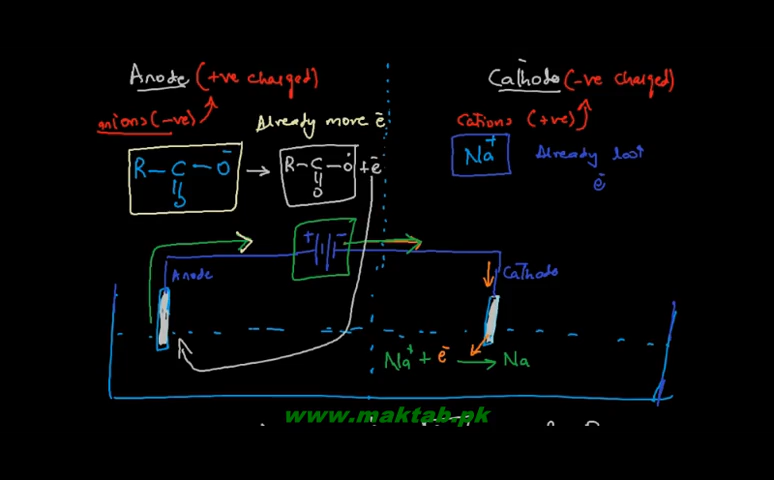 Anode (+ve charged)
anions (-ve)
Already more e̅
R-C-O̅ → R-C-Ȯ + e̅
O
O
Cathode (-ve charged)
cations (+ve)
Na⁺ Already lost
e̅
+ -
Anode
Cathode
Na⁺ + e̅ → Na
www.maktab.pk